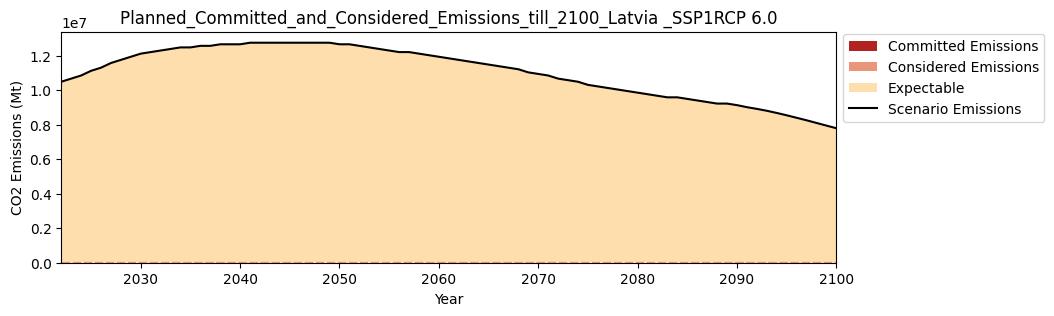 Planned_Committed_and_Considered_Emissions_till_2100_Latvia _SSP1RCP 6.0
1e7
1.2
1.0
0.8
0.6
0.4
0.2
0.0
CO2 Emissions (Mt)
2030 2040 2050 2060 2070 2080 2090 2100
Year
Committed Emissions
Considered Emissions
Expectable
Scenario Emissions